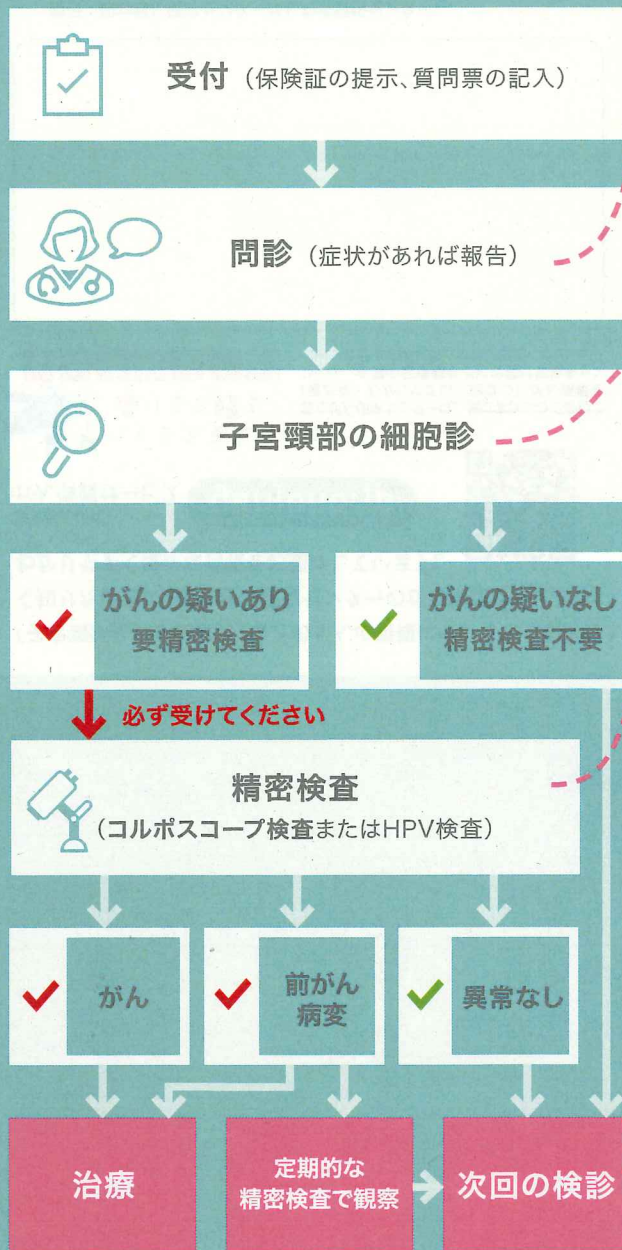 受付（保険証の提示、質問票の記入）
問診（症状があれば報告）
子宮頸部の細胞診
がんの疑いあり
要精密検査
がんの疑いなし
精密検査不要
必ず受けてください
精密検査
（コルポスコープ検査またはHPV検査）
がん
前がん
病変
異常なし
治療
定期的な
精密検査で観察
次回の検診